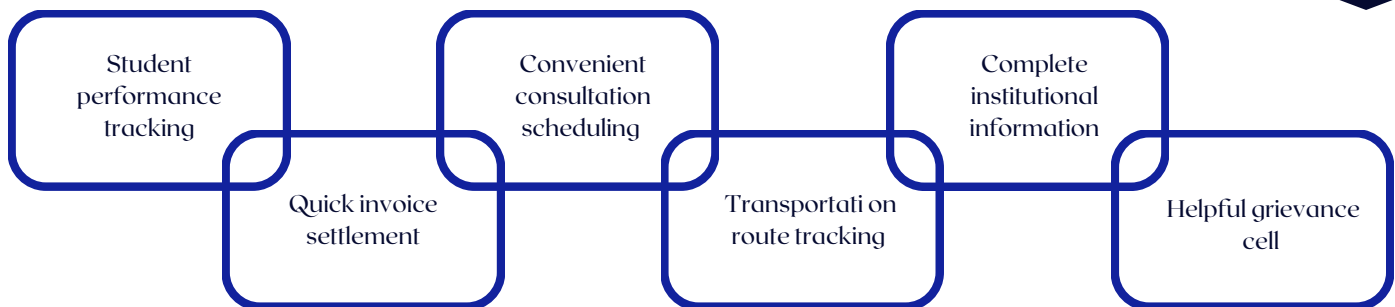 Student
performance
tracking
Quick invoice
settlement
Convenient
consultation
scheduling
Transportati on
route tracking
Complete
institutional
information
Helpful grievance
cell